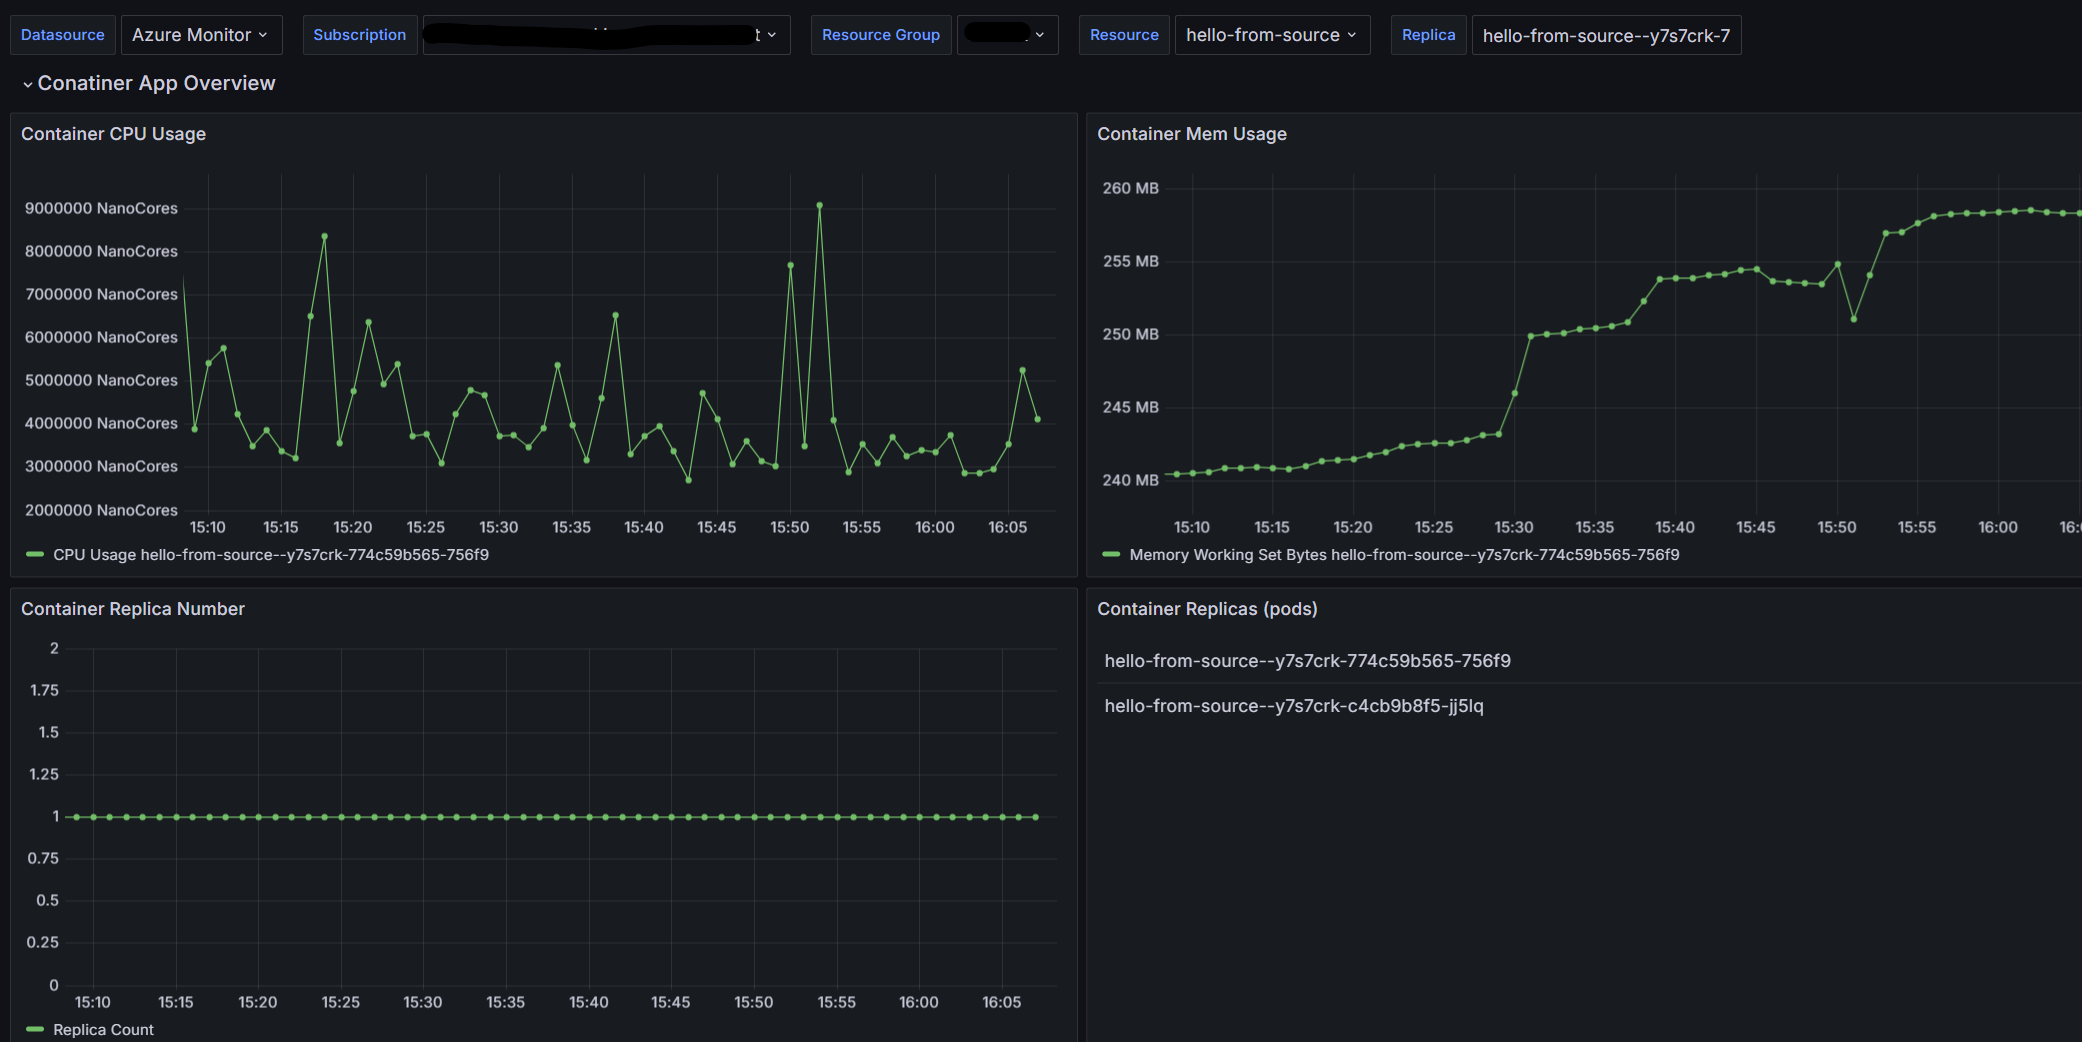 Datasource Azure Monitor Subscription t Resource Group Resource hello-from-source Replica hello-from-source--y7s7crk-7
Conatiner App Overview
Container CPU Usage
9000000 NanoCores
8000000 NanoCores
7000000 NanoCores
6000000 NanoCores
5000000 NanoCores
4000000 NanoCores
3000000 NanoCores
2000000 NanoCores
15:10 15:15 15:20 15:25 15:30 15:35 15:40 15:45 15:50 15:55 16:00 16:05
CPU Usage hello-from-source--y7s7crk-774c59b565-756f9
Container Mem Usage
260 MB
255 MB
250 MB
245 MB
240 MB
15:10 15:15 15:20 15:25 15:30 15:35 15:40 15:45 15:50 15:55 16:00 16:
Memory Working Set Bytes hello-from-source--y7s7crk-774c59b565-756f9
Container Replica Number
2
1.75
1.5
1.25
1
0.75
0.5
0.25
0
15:10 15:15 15:20 15:25 15:30 15:35 15:40 15:45 15:50 15:55 16:00 16:05
Replica Count
Container Replicas (pods)
hello-from-source--y7s7crk-774c59b565-756f9
hello-from-source--y7s7crk-c4cb9b8f5-jj5lq